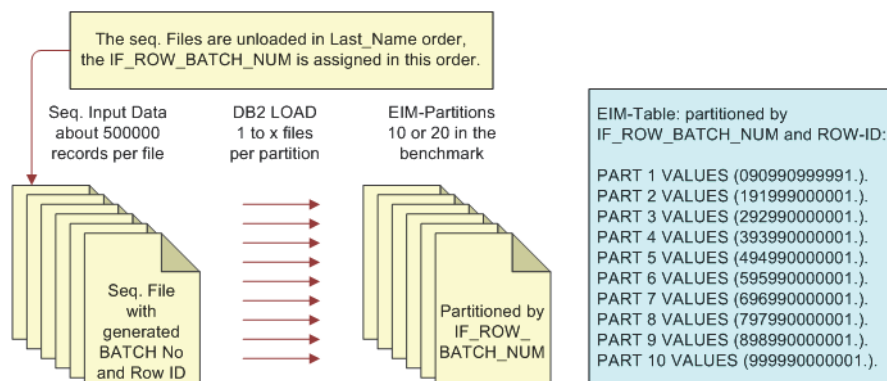 The seq. Files are unloaded in Last_Name order,
the IF_ROW_BATCH_NUM is assigned in this order.
Seq. Input Data
about 500000
records per file
DB2 LOAD
1 to x files
per partition
EIM-Partitions
10 or 20 in the
benchmark
Seq. File
with
generated
BATCH No
and Row ID
Partitioned by
IF_ROW_
BATCH_NUM
EIM-Table: partitioned by
IF_ROW_BATCH_NUM and ROW-ID:
PART 1 VALUES (090990999991.).
PART 2 VALUES (191999000001.).
PART 3 VALUES (292990000001.).
PART 4 VALUES (393990000001.).
PART 5 VALUES (494990000001.).
PART 6 VALUES (595990000001.).
PART 7 VALUES (696990000001.).
PART 8 VALUES (797990000001.).
PART 9 VALUES (898990000001.).
PART 10 VALUES (999990000001.).